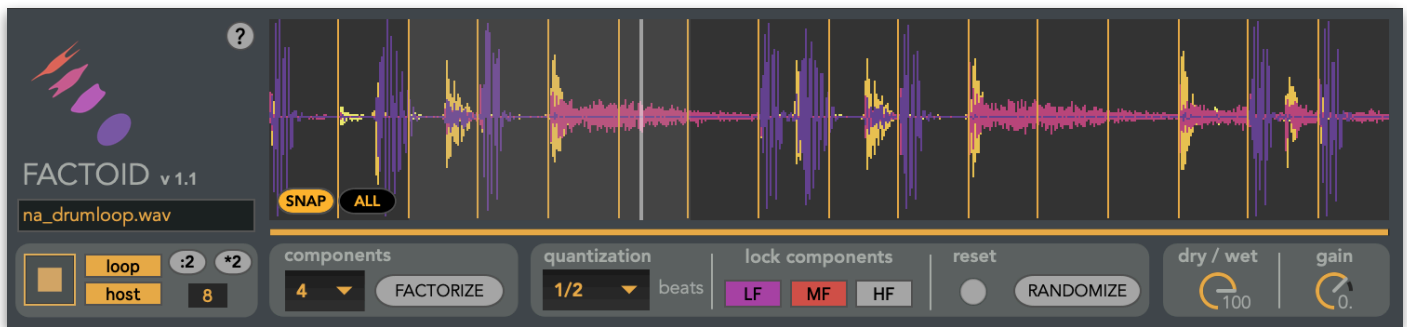 ?
FACTOID v 1.1
na_drumloop.wav
SNAP ALL
loop :2 *2
host 8
components
4 FACTORIZE
quantization
1/2 beats
lock components
LF MF HF
reset
RANDOMIZE
dry / wet
100
gain
0.